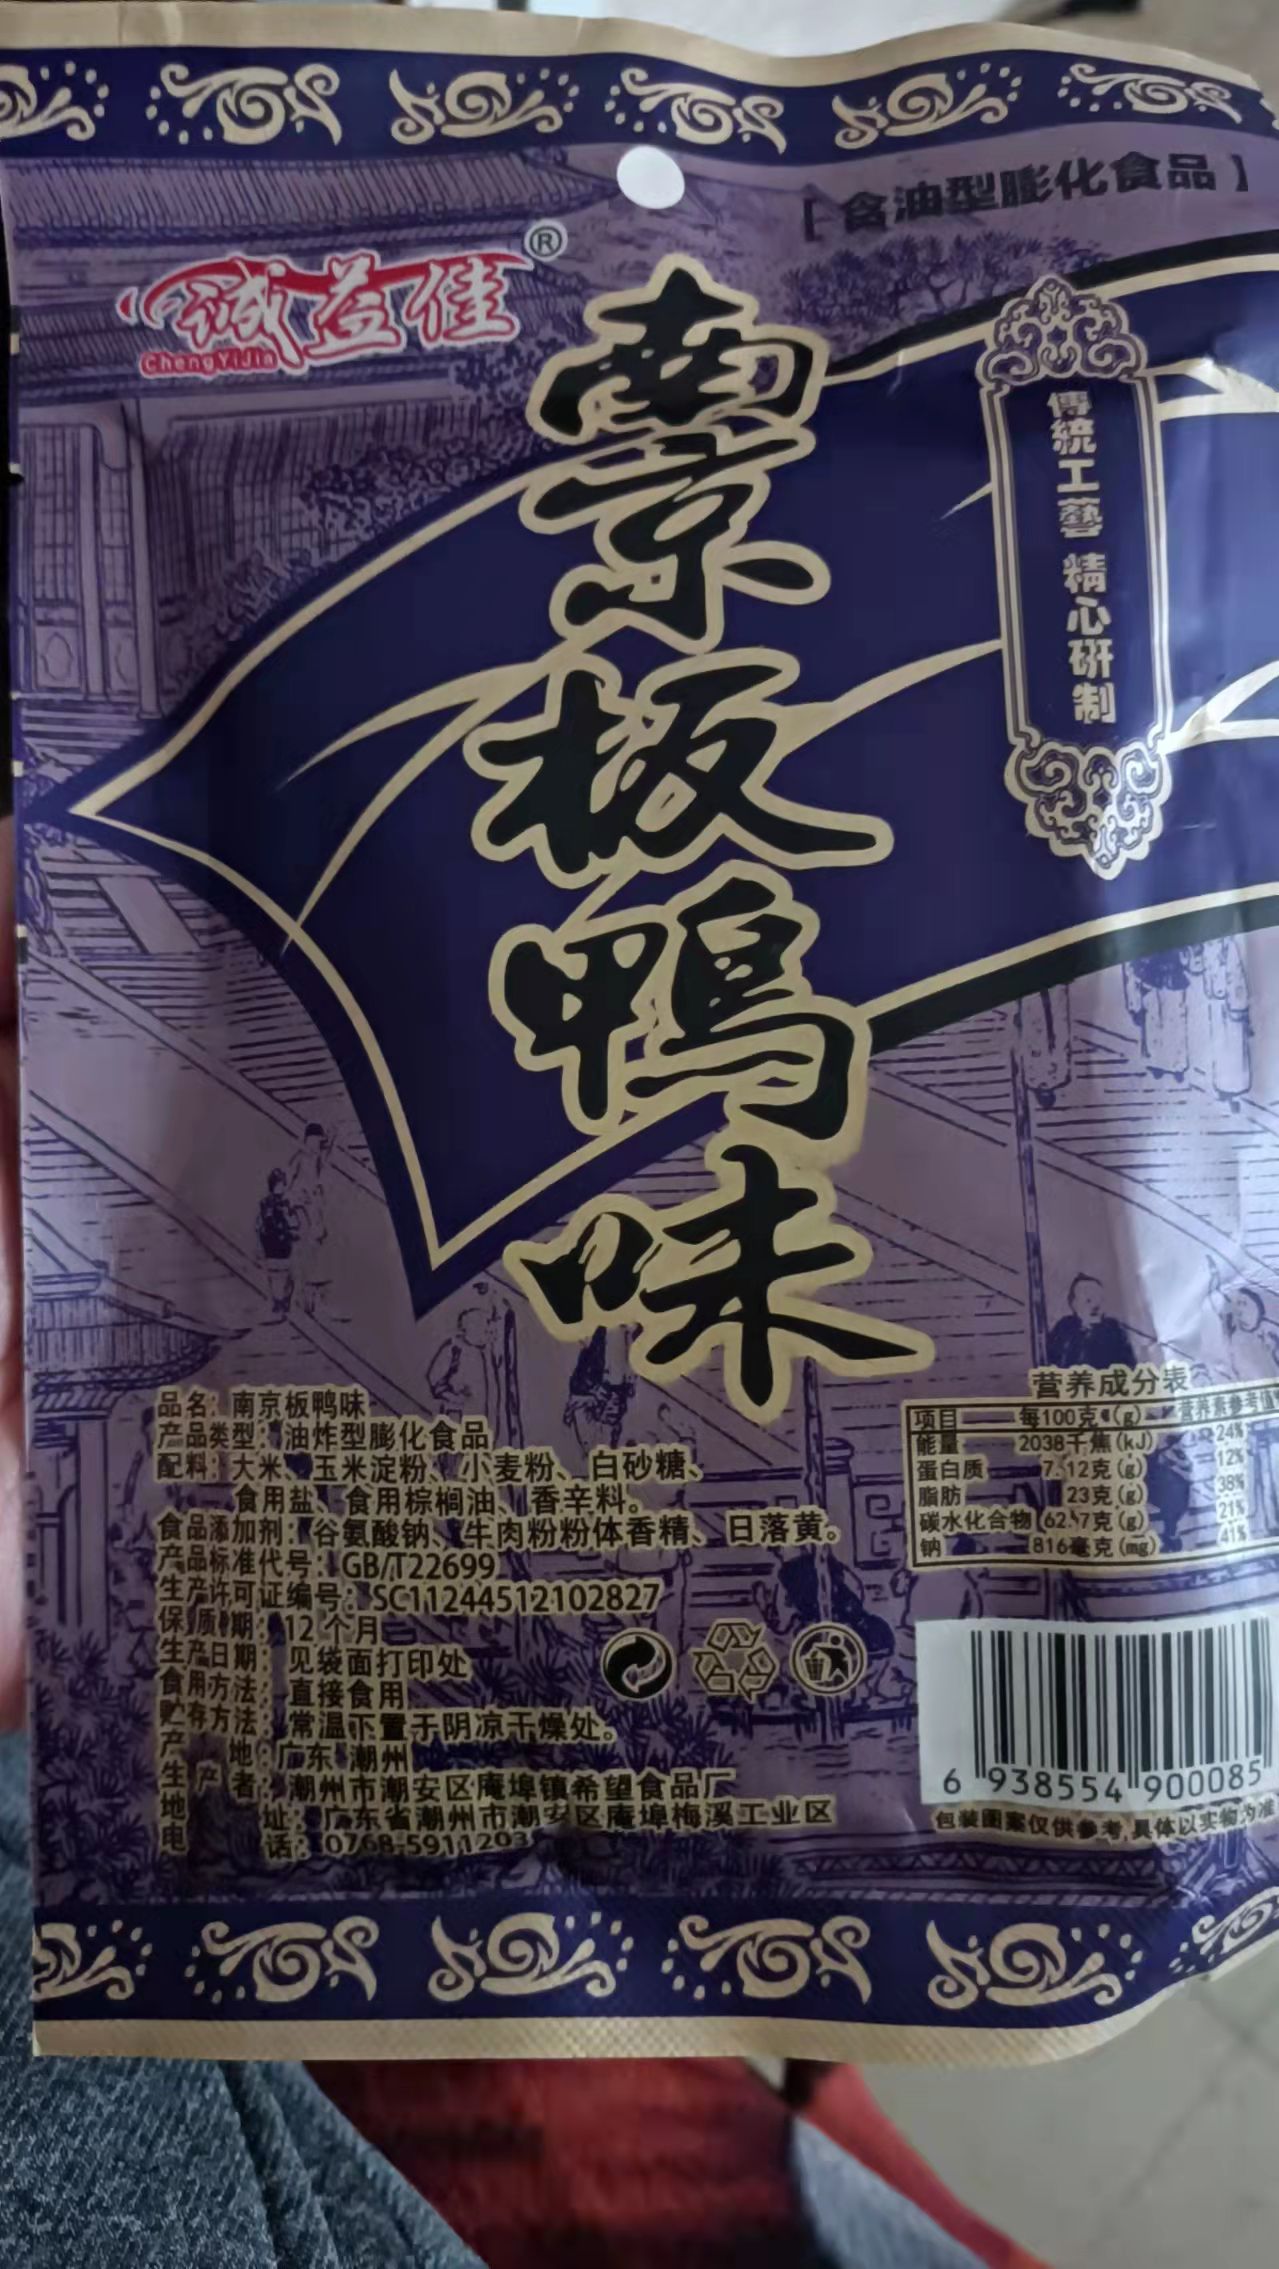 [ 含油型膨化食品 ]
诚益佳®
ChengYiJia
南京板鸭味
傳統工藝 精心研制
品名：南京板鸭味
产品类型：油炸型膨化食品
配料：大米、玉米淀粉、小麦粉、白砂糖、
食用盐、食用棕榈油、香辛料。
食品添加剂：谷氨酸钠、牛肉粉粉体香精、日落黄。
产品标准代号：GB/T22699
生产许可证编号：SC11244512102827
保质期：12个月
生产日期：见袋面打印处
食用方法：直接食用
贮存方法：常温下置于阴凉干燥处。
产地：广东 潮州
生产者：潮州市潮安区庵埠镇希望食品厂
地址：广东省潮州市潮安区庵埠梅溪工业区
电话：0768-5911203
营养成分表
项目 每100克(g) 营养素参考值
能量 2038千焦(kJ) 24%
蛋白质 7.12克(g) 12%
脂肪 23克(g) 38%
碳水化合物 62.7克(g) 21%
钠 816毫克(mg) 41%
6 938554 900085
包装图案仅供参考,具体以实物为准